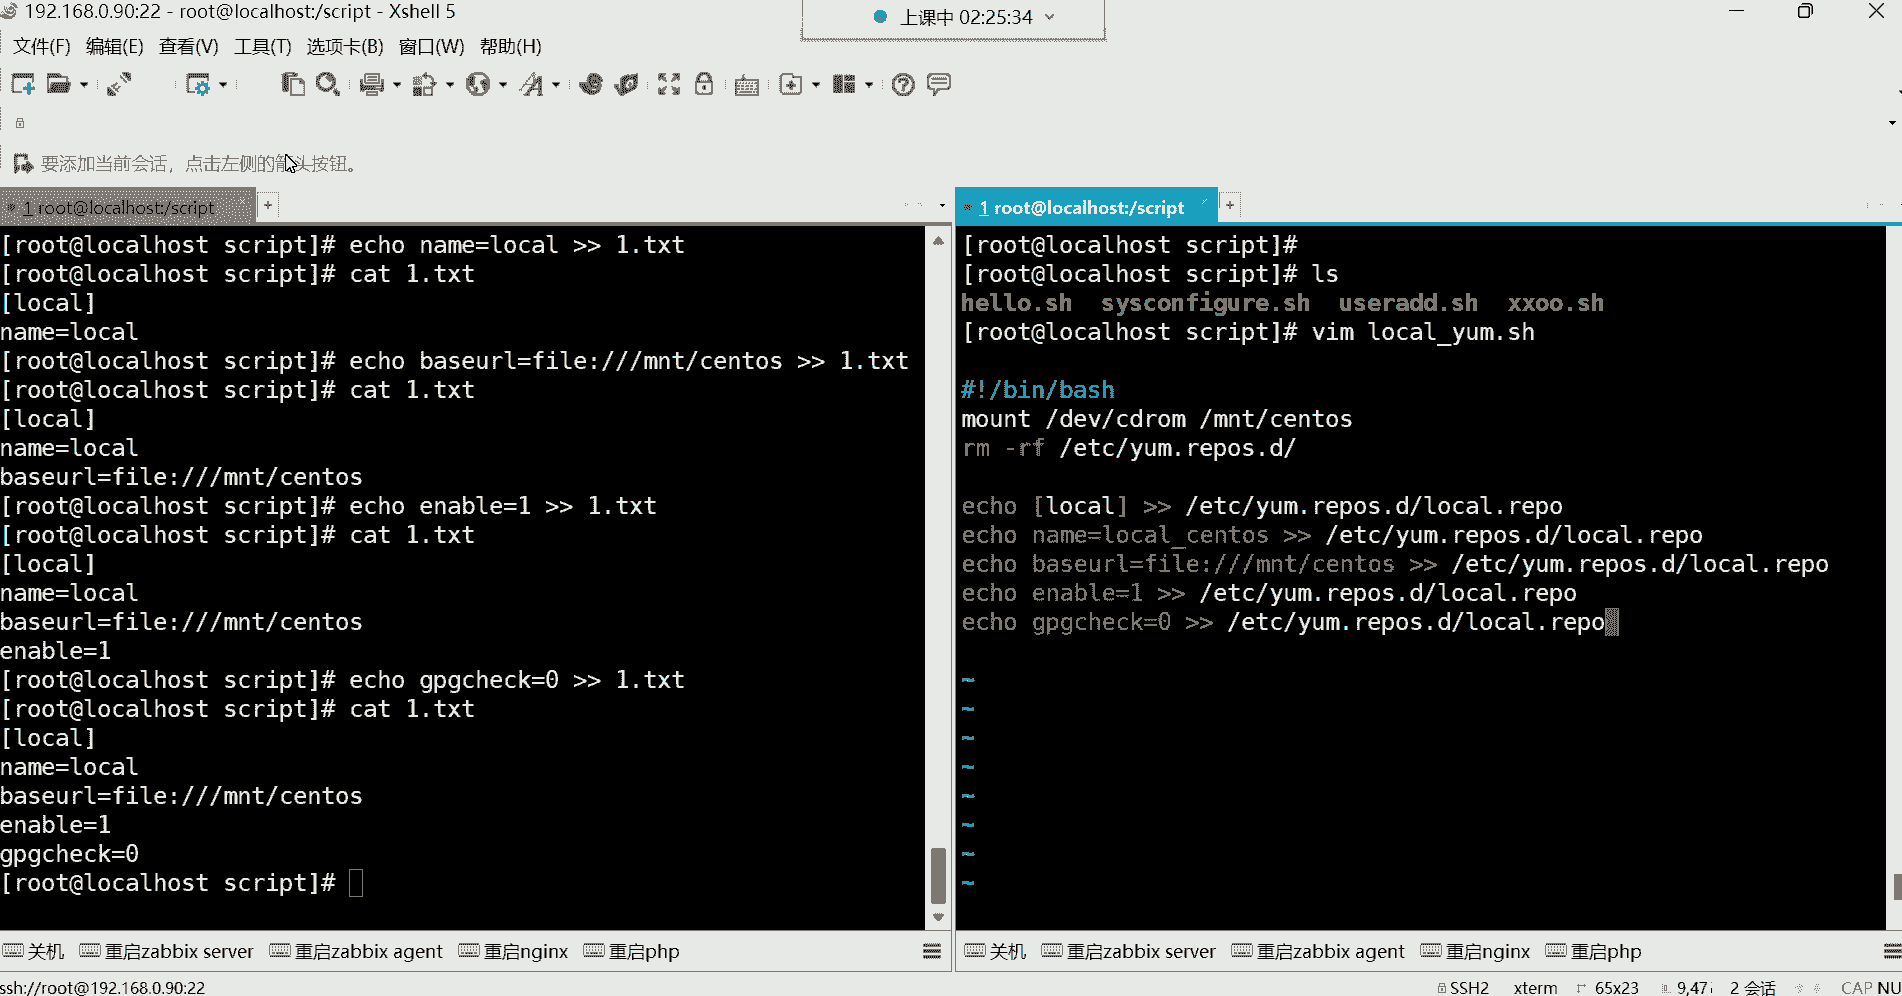 192.168.0.90:22 - root@localhost:/script - Xshell 5
上课中 02:25:34
文件(F) 编辑(E) 查看(V) 工具(T) 选项卡(B) 窗口(W) 帮助(H)
要添加当前会话，点击左侧的箭头按钮。
1 root@localhost:/script
[root@localhost script]# echo name=local >> 1.txt
[root@localhost script]# cat 1.txt
[local]
name=local
[root@localhost script]# echo baseurl=file:///mnt/centos >> 1.txt
[root@localhost script]# cat 1.txt
[local]
name=local
baseurl=file:///mnt/centos
[root@localhost script]# echo enable=1 >> 1.txt
[root@localhost script]# cat 1.txt
[local]
name=local
baseurl=file:///mnt/centos
enable=1
[root@localhost script]# echo gpgcheck=0 >> 1.txt
[root@localhost script]# cat 1.txt
[local]
name=local
baseurl=file:///mnt/centos
enable=1
gpgcheck=0
[root@localhost script]#
关机 重启zabbix server 重启zabbix agent 重启nginx 重启php
1 root@localhost:/script
[root@localhost script]#
[root@localhost script]# ls
hello.sh sysconfigure.sh useradd.sh xxoo.sh
[root@localhost script]# vim local_yum.sh
#!/bin/bash
mount /dev/cdrom /mnt/centos
rm -rf /etc/yum.repos.d/
echo [local] >> /etc/yum.repos.d/local.repo
echo name=local_centos >> /etc/yum.repos.d/local.repo
echo baseurl=file:///mnt/centos >> /etc/yum.repos.d/local.repo
echo enable=1 >> /etc/yum.repos.d/local.repo
echo gpgcheck=0 >> /etc/yum.repos.d/local.repo
~
~
~
~
~
~
~
~
关机 重启zabbix server 重启zabbix agent 重启nginx 重启php
ssh://root@192.168.0.90:22
SSH2 xterm 65x23 9,47 2 会话 CAP NU